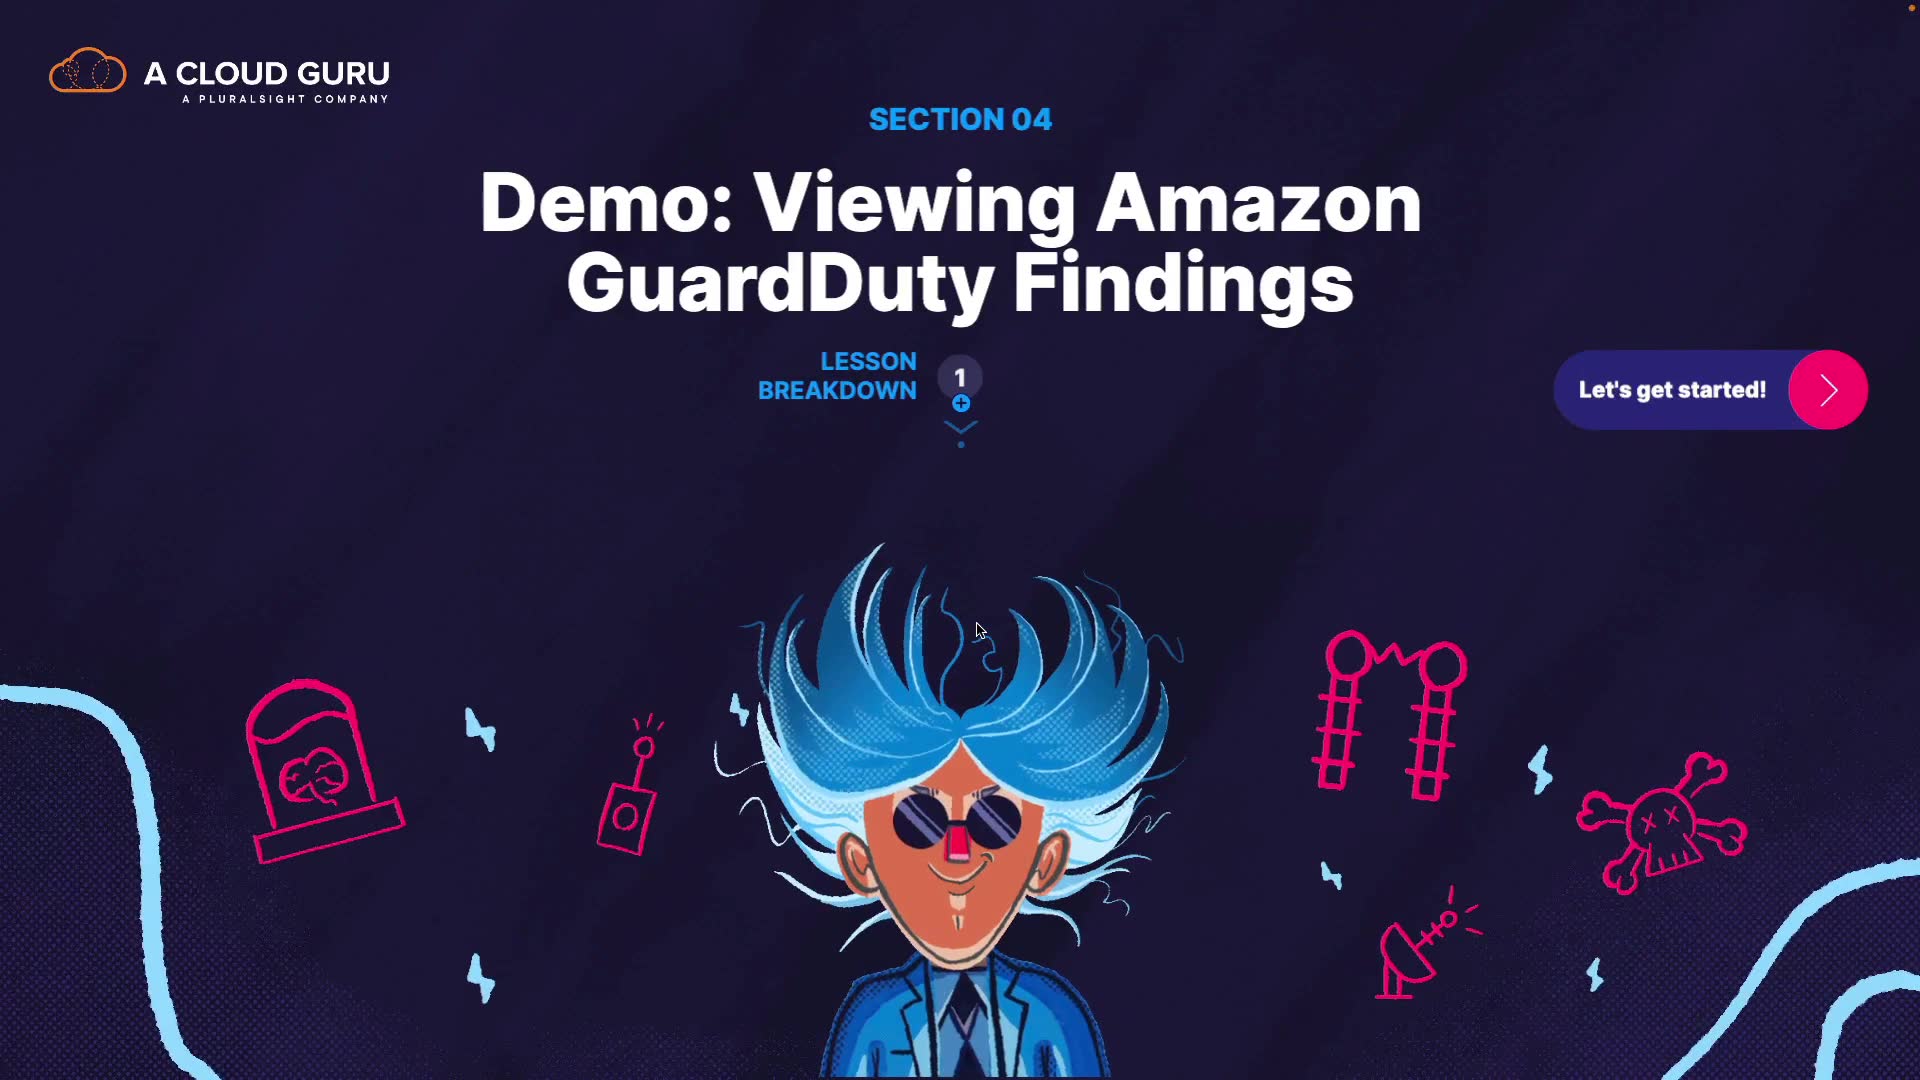 A CLOUD GURU
A PLURALSIGHT COMPANY
SECTION 04
Demo: Viewing Amazon
GuardDuty Findings
LESSON
BREAKDOWN
1
Let's get started!